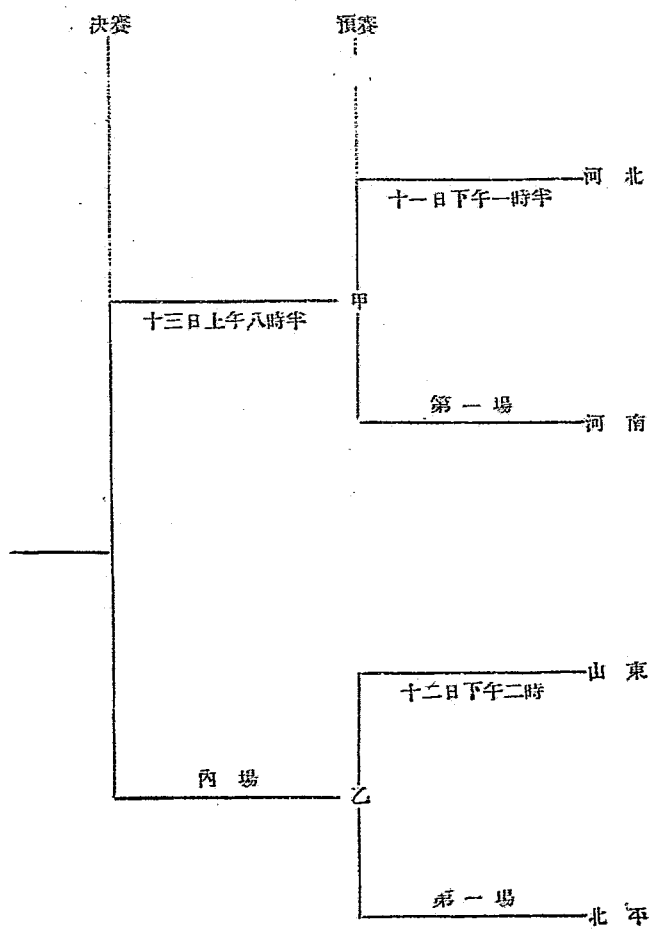 決賽
預賽
河北
十一日下午一時半
甲
十三日上午八時半
第一場
河南
山東
十二日下午二時
內場
乙
第一場
北平